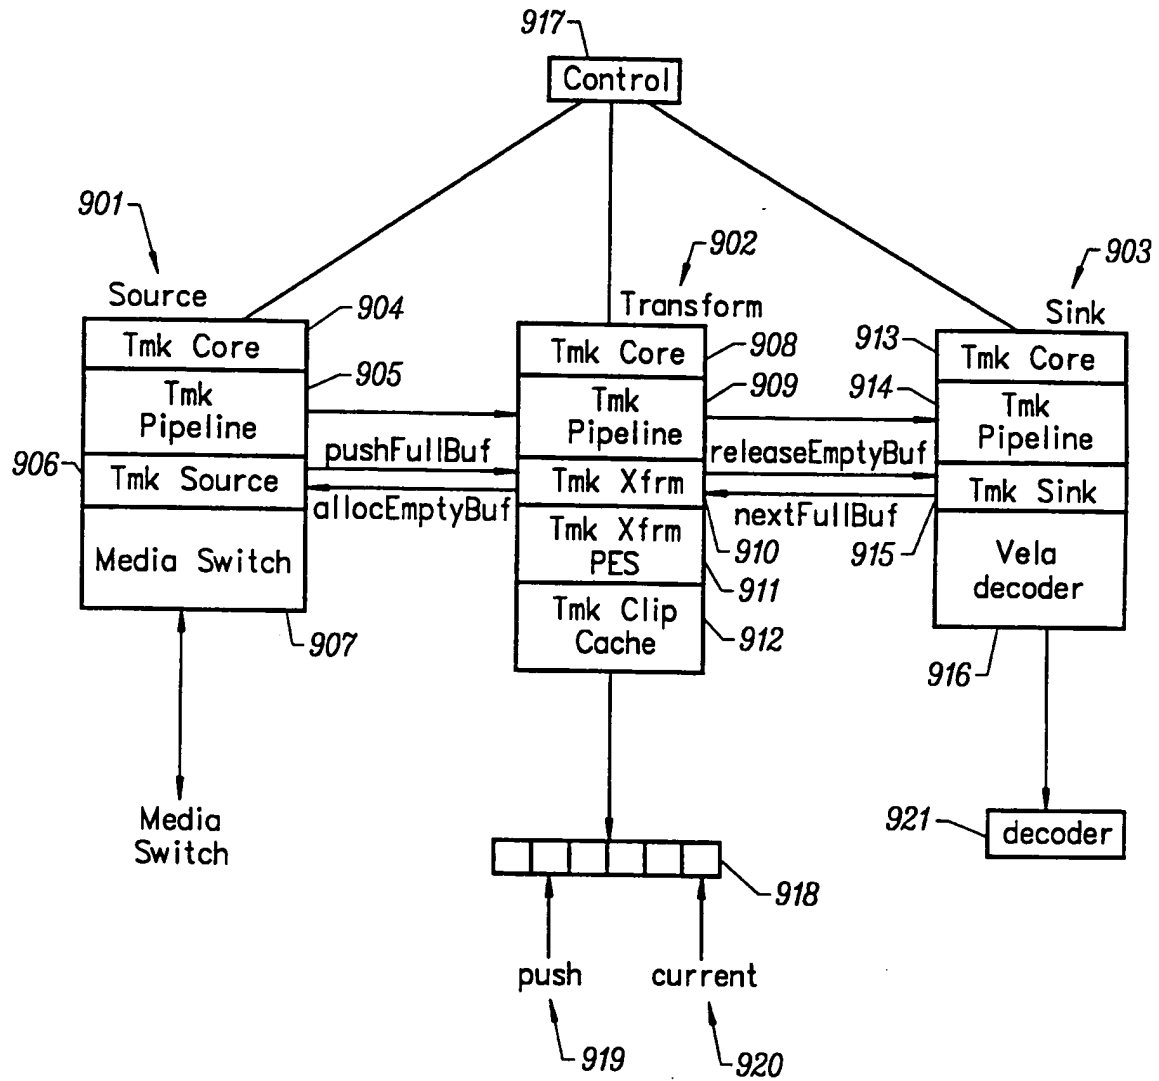 917
Control
901
902
903
Source
904
Transform
Sink
Tmk Core
Tmk Core
908
913
Tmk Core
905
909
914
Tmk
Pipeline
Tmk
Pipeline
Tmk
Pipeline
906
pushFullBuf
releaseEmptyBuf
Tmk Source
Tmk Xfrm
Tmk Sink
allocEmptyBuf
nextFullBuf
910
915
Media Switch
Tmk Xfrm
PES
911
Vela
decoder
907
Tmk Clip
Cache
912
916
Media
Switch
921
decoder
918
push
current
919
920